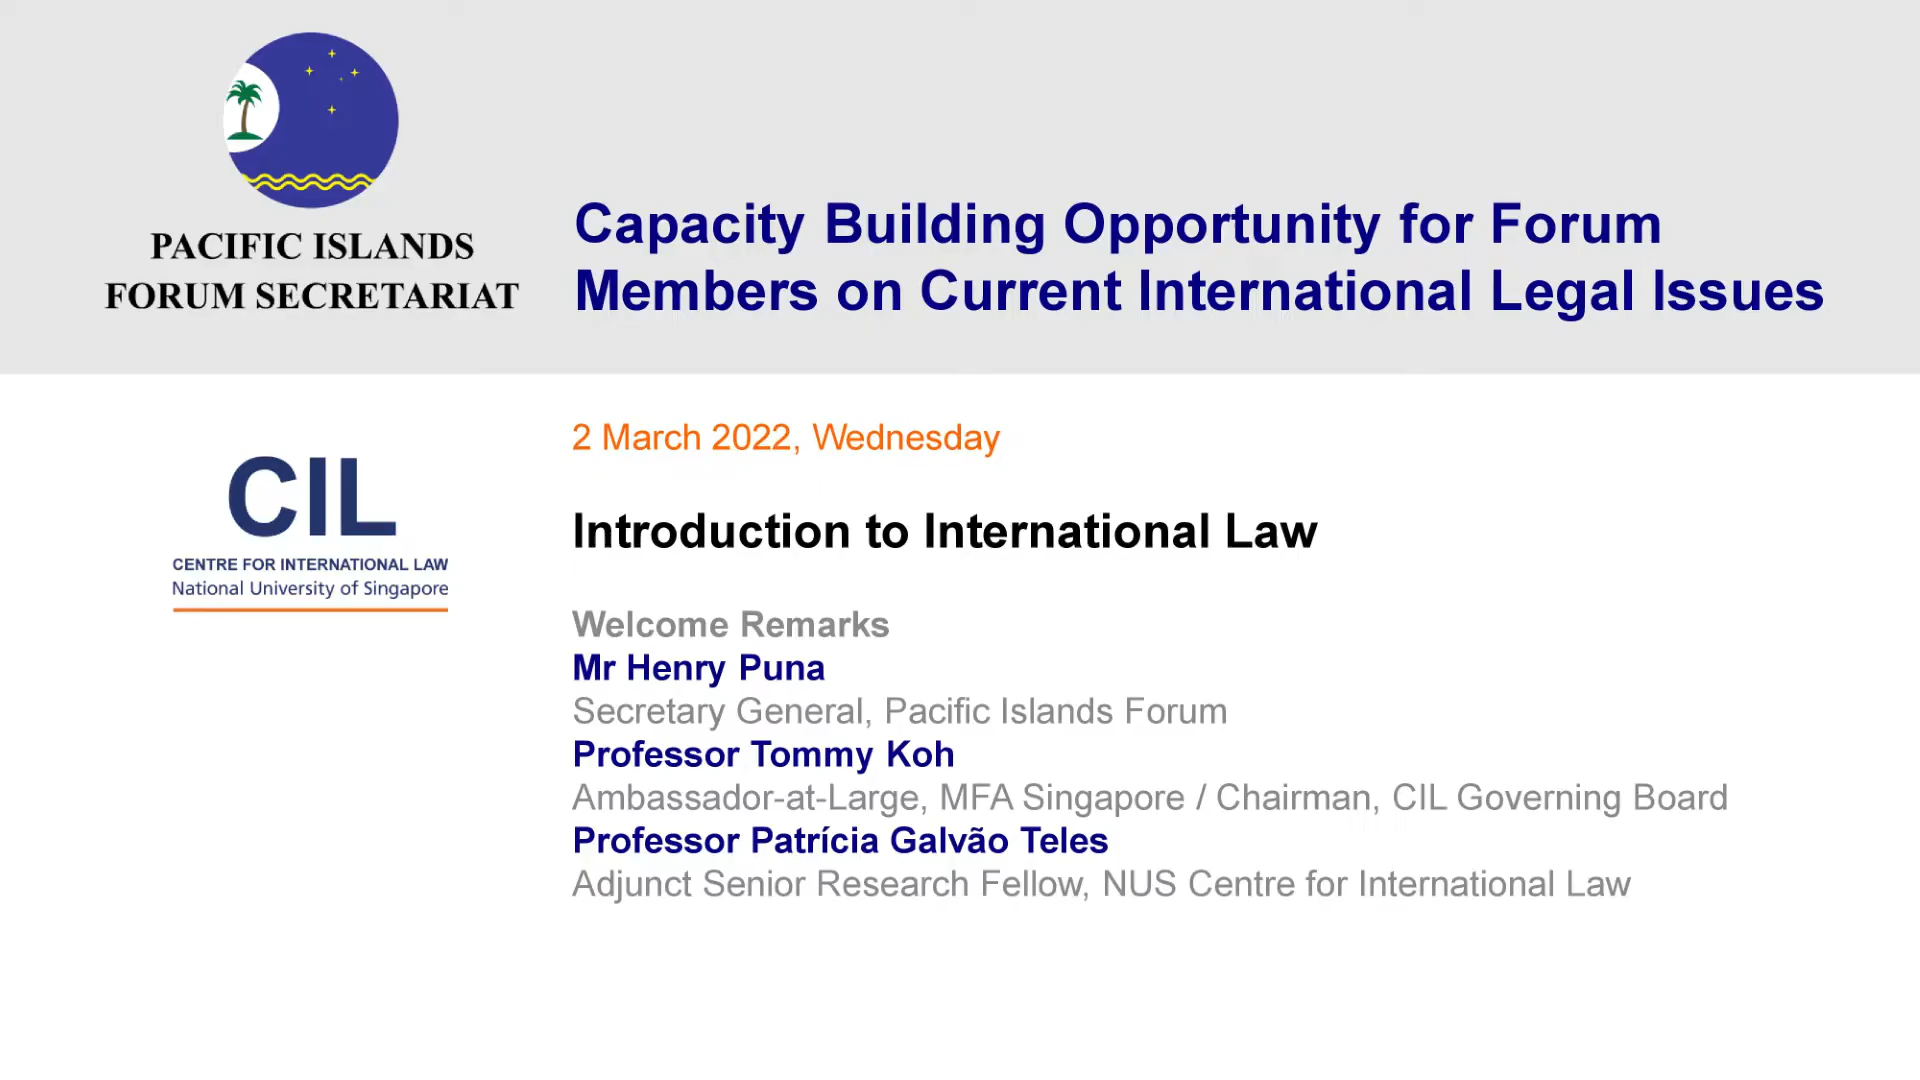 PACIFIC ISLANDS
FORUM SECRETARIAT
Capacity Building Opportunity for Forum
Members on Current International Legal Issues
CIL
CENTRE FOR INTERNATIONAL LAW
National University of Singapore
2 March 2022, Wednesday
Introduction to International Law
Welcome Remarks
Mr Henry Puna
Secretary General, Pacific Islands Forum
Professor Tommy Koh
Ambassador-at-Large, MFA Singapore / Chairman, CIL Governing Board
Professor Patrícia Galvão Teles
Adjunct Senior Research Fellow, NUS Centre for International Law